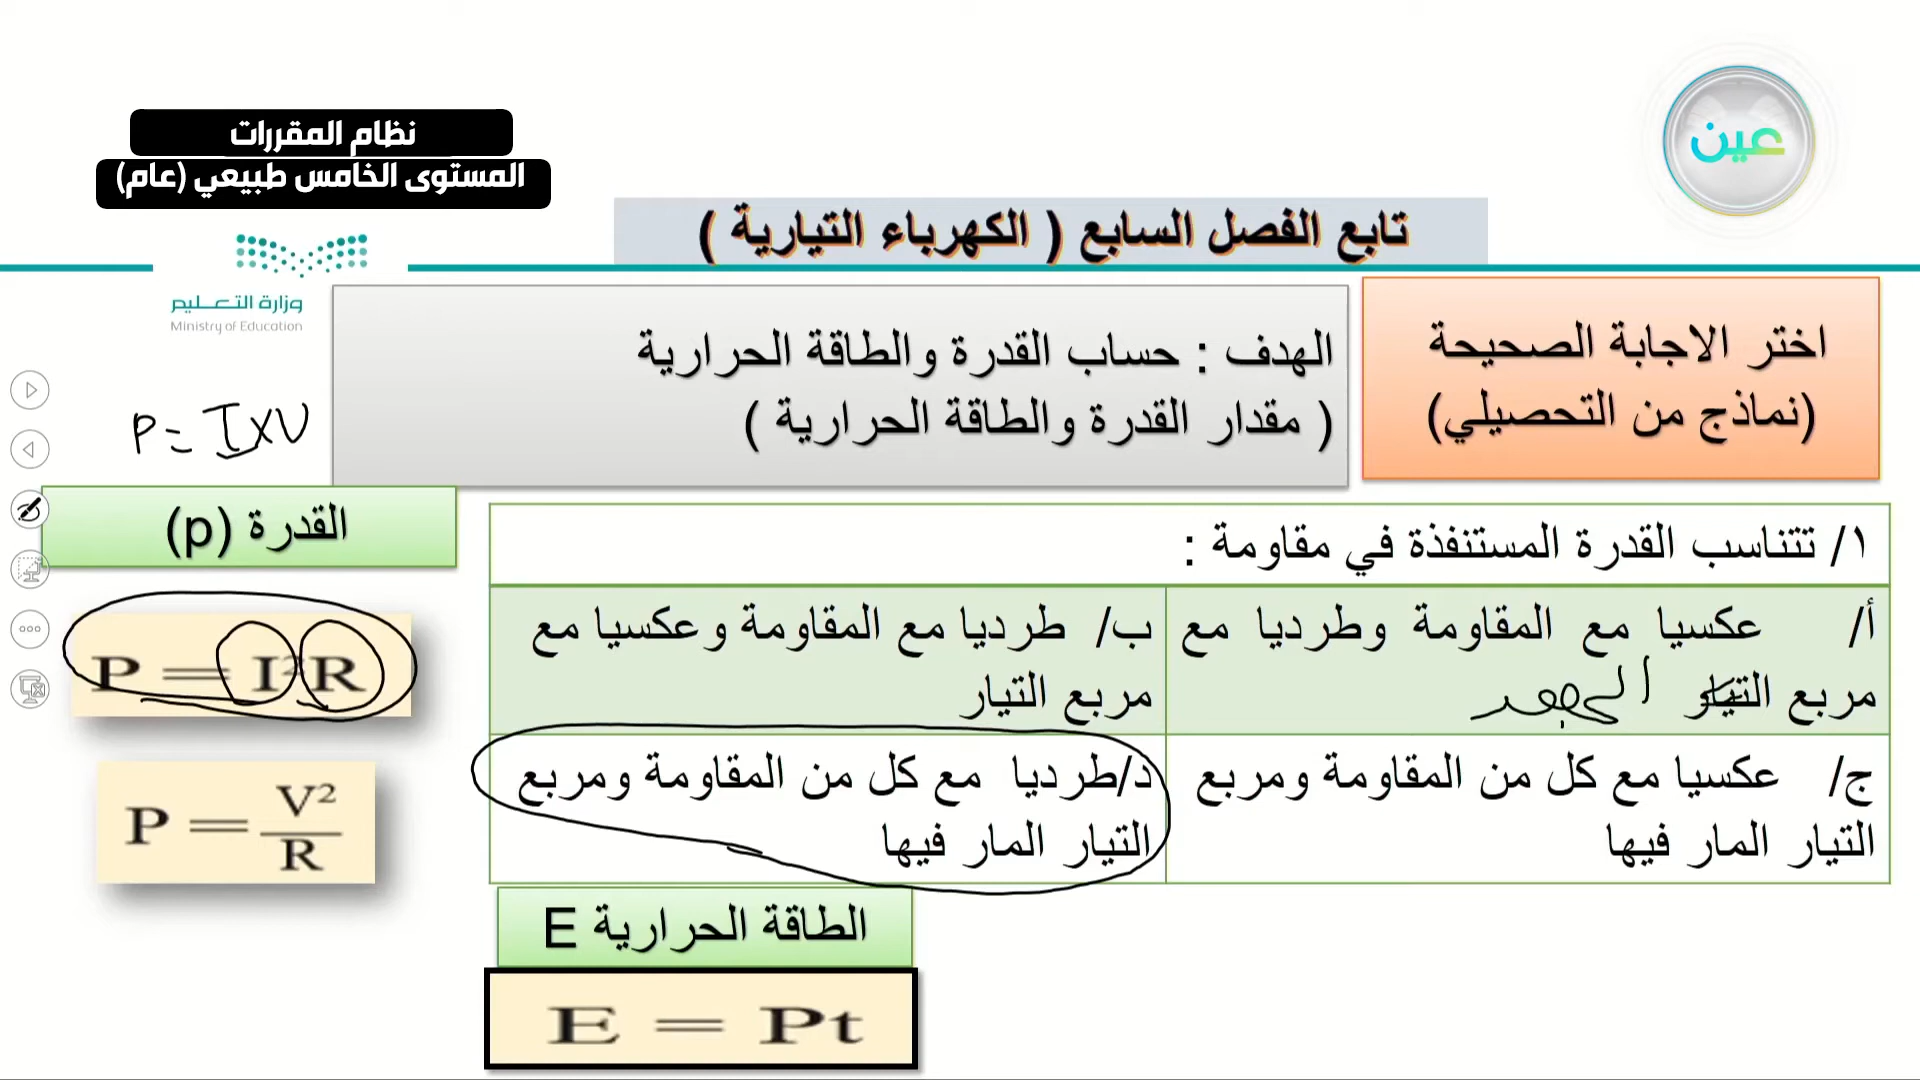 عين
نظام المقررات
المستوى الخامس طبيعي (عام)
تابع الفصل السابع ( الكهرباء التيارية )
وزارة التعليم
Ministry of Education
اختر الاجابة الصحيحة
(نماذج من التحصيلي)
الهدف : حساب القدرة والطاقة الحرارية
( مقدار القدرة والطاقة الحرارية )
P = I×V
القدرة (p)
P = I²R
P = V²/R
١/ تتناسب القدرة المستنفذة في مقاومة :
أ/ عكسيا مع المقاومة وطرديا مع
مربع التيار الجهد
ب/ طرديا مع المقاومة وعكسيا مع
مربع التيار
ج/ عكسيا مع كل من المقاومة ومربع
التيار المار فيها
د/طرديا مع كل من المقاومة ومربع
التيار المار فيها
الطاقة الحرارية E
E = Pt